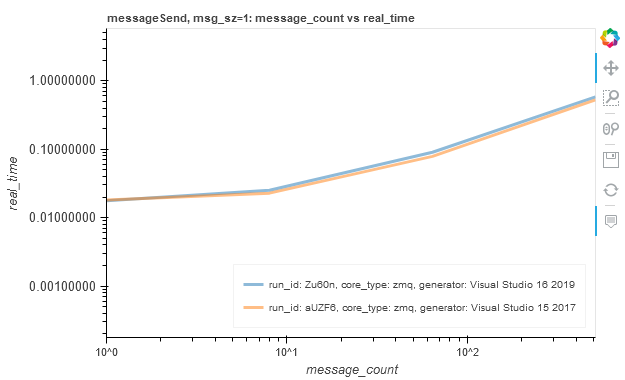 messageSend, msg_sz=1: message_count vs real_time
1.00000000
0.10000000
0.01000000
0.00100000
real_time
run_id: Zu60n, core_type: zmq, generator: Visual Studio 16 2019
run_id: aUZF6, core_type: zmq, generator: Visual Studio 15 2017
10^0
10^1
10^2
message_count